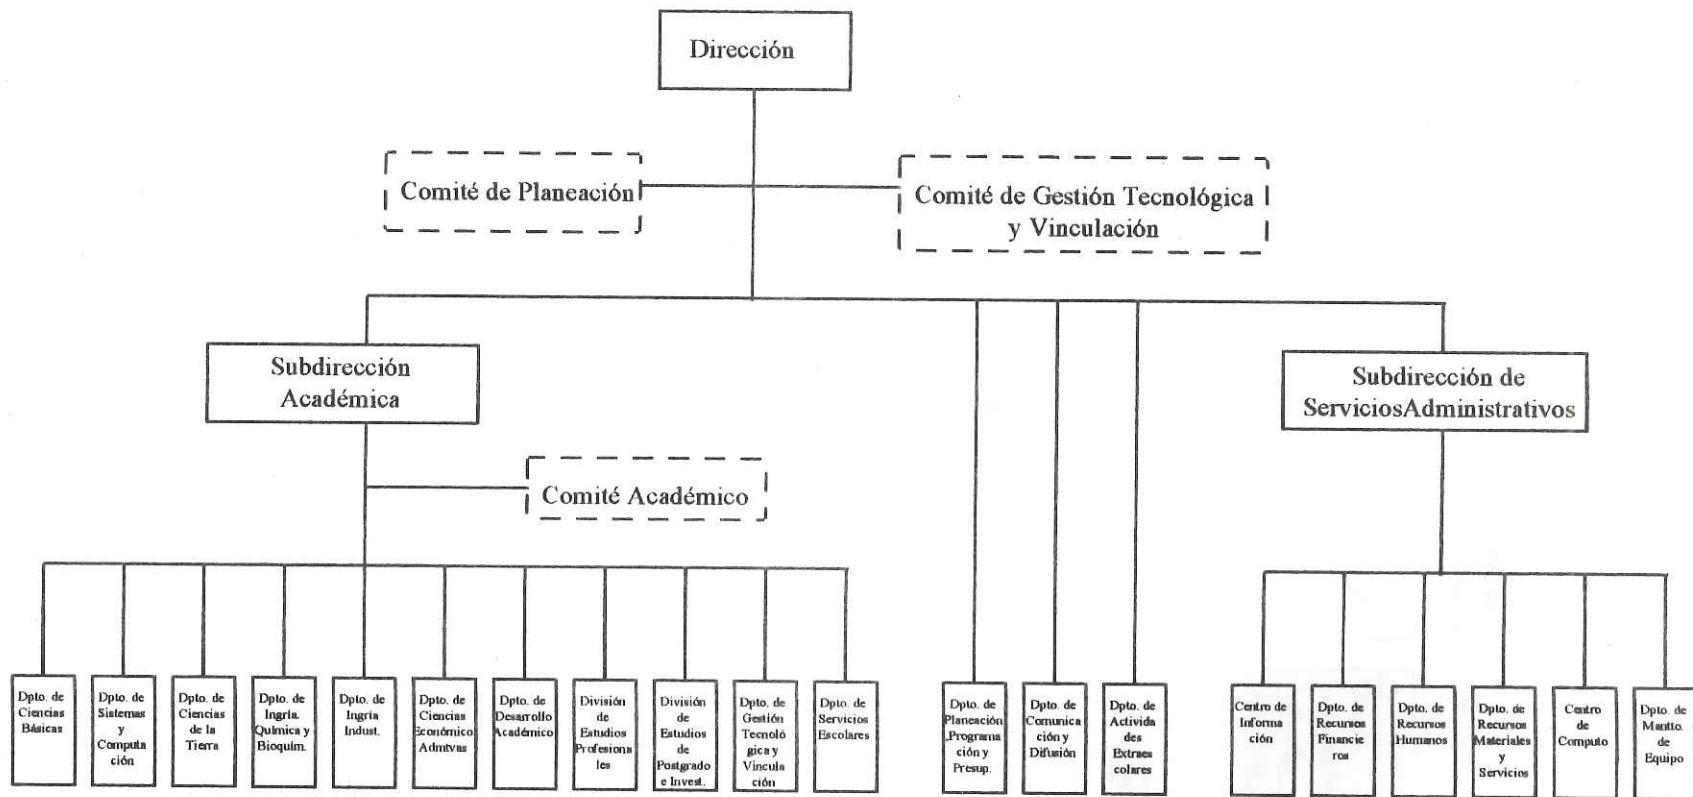 Dirección
Comité de Planeación
Comité de Gestión Tecnológica
y Vinculación
Subdirección
Académica
Subdirección de
ServiciosAdministrativos
Comité Académico
Dpto. de
Ciencias
Básicas
Dpto. de
Sistemas
y
Computa
ción
Dpto. de
Ciencias
de la
Tierra
Dpto. de
Ingría.
Química y
Bioquím.
Dpto. de
Ingría
Indust.
Dpto. de
Ciencias
Económico
Admtvas
Dpto. de
Desarrollo
Académico
División
de
Estudios
Profesiona
les
División
de
Estudios
de
Postgrado
e Invest.
Dpto. de
Gestión
Tecnoló
gica y
Vincula
ción
Dpto. de
Servicios
Escolares
Dpto. de
Planeación
,Programa
ción y
Presup.
Dpto. de
Comunica
ción y
Difusión
Dpto. de
Activida
des
Extraes
colares
Centro de
Informa
ción
Dpto. de
Recursos
Financie
ros
Dpto. de
Recursos
Humanos
Dpto. de
Recursos
Materiales
y
Servicios
Centro
de
Computo
Dpto. de
Mantto.
de
Equipo